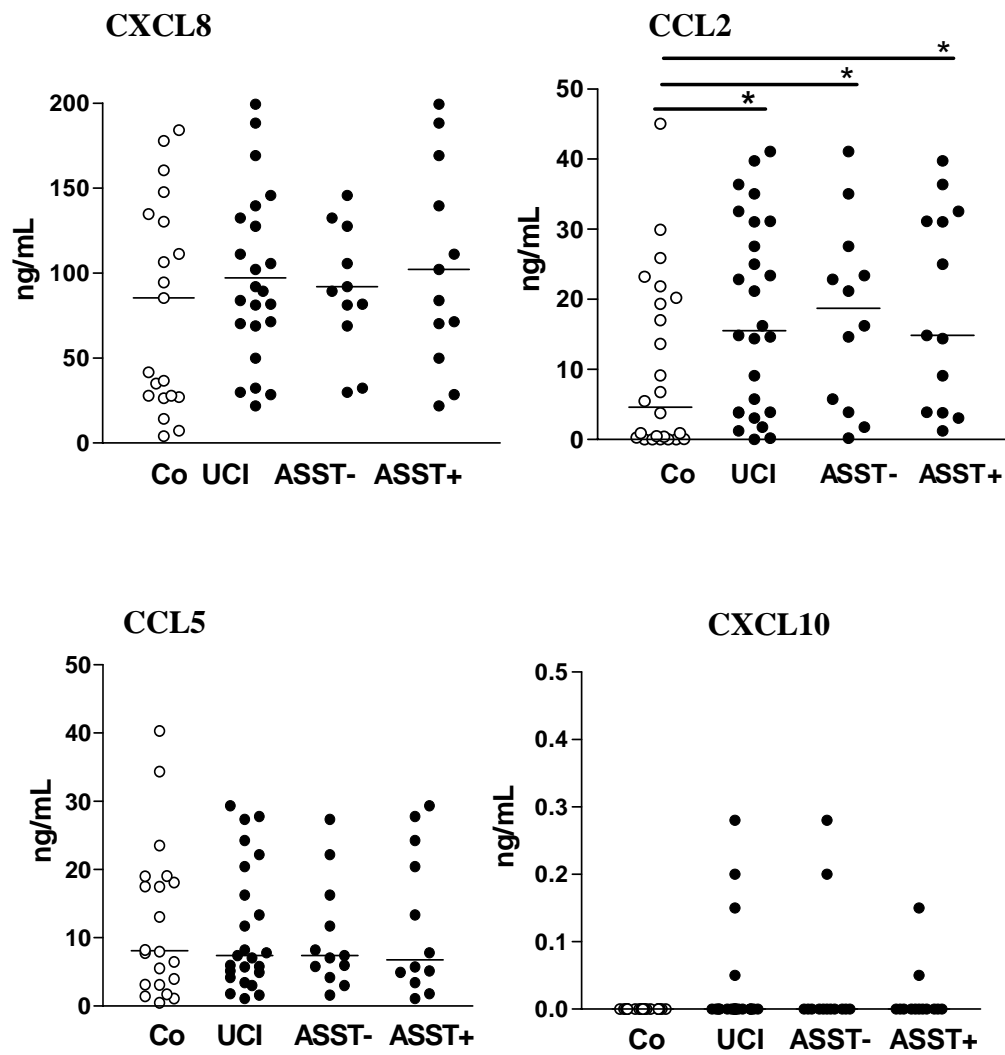 CXCL8
ng/mL
200
150
100
50
0
Co UCI ASST- ASST+
CCL2
*
*
*
ng/mL
50
40
30
20
10
0
Co UCI ASST- ASST+
CCL5
ng/mL
50
40
30
20
10
0
Co UCI ASST- ASST+
CXCL10
ng/mL
0.5
0.4
0.3
0.2
0.1
0.0
Co UCI ASST- ASST+